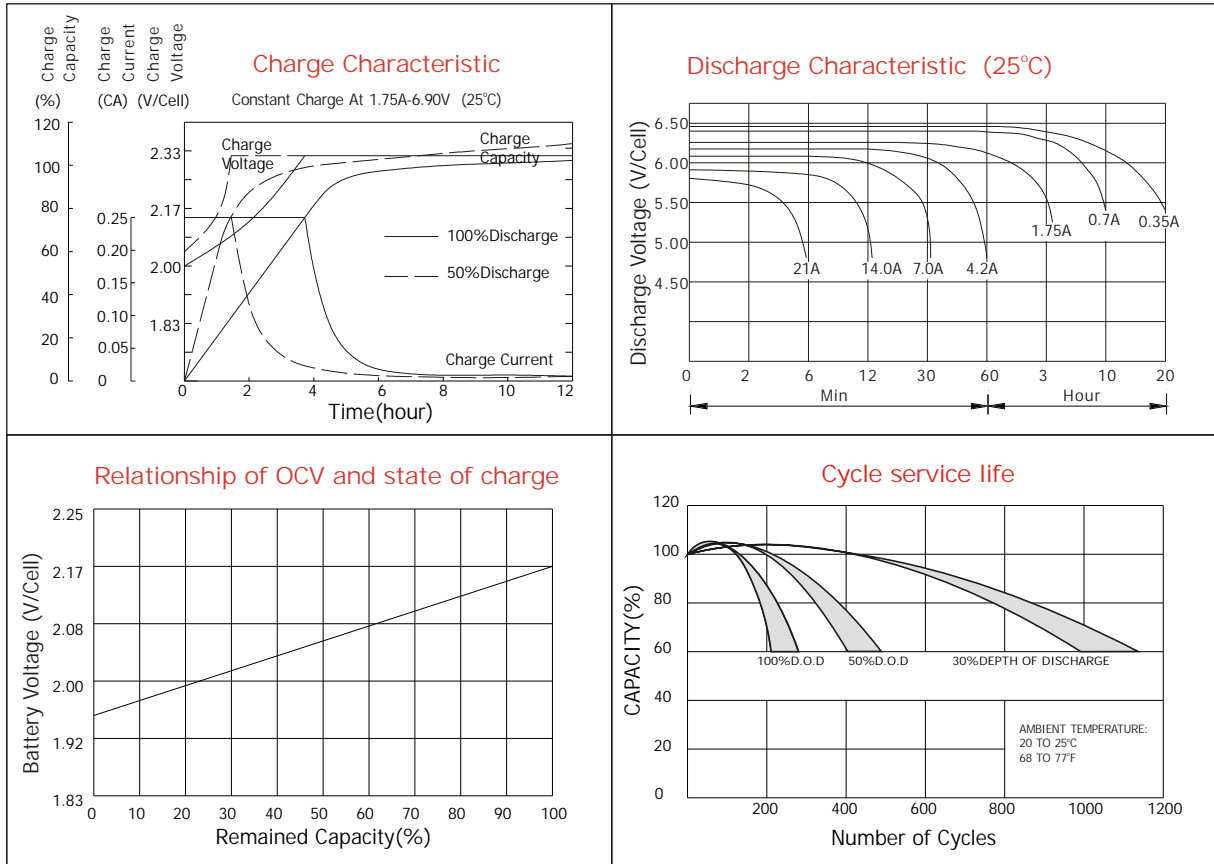 Charge Capacity
Charge Current
Charge Voltage
(%)
(CA)
(V/Cell)
Charge Characteristic
Constant Charge At 1.75A-6.90V (25°C)
120
100
80
60
40
20
0
0.25
0.20
0.15
0.10
0.05
0
2.33
2.17
2.00
1.83
Charge Voltage
Charge Capacity
100%Discharge
50%Discharge
Charge Current
0 2 4 6 8 10 12
Time(hour)
Discharge Characteristic (25°C)
Discharge Voltage (V/Cell)
6.50
6.00
5.50
5.00
4.50
21A
14.0A
7.0A
4.2A
1.75A
0.7A
0.35A
0 2 6 12 30 60 3 10 20
Min
Hour
Relationship of OCV and state of charge
Battery Voltage (V/Cell)
2.25
2.17
2.08
2.00
1.92
1.83
0 10 20 30 40 50 60 70 80 90 100
Remained Capacity(%)
Cycle service life
CAPACITY(%)
120
100
80
60
40
20
0
100%D.O.D
50%D.O.D
30%DEPTH OF DISCHARGE
AMBIENT TEMPERATURE:
20 TO 25°C
68 TO 77°F
200 400 600 800 1000 1200
Number of Cycles